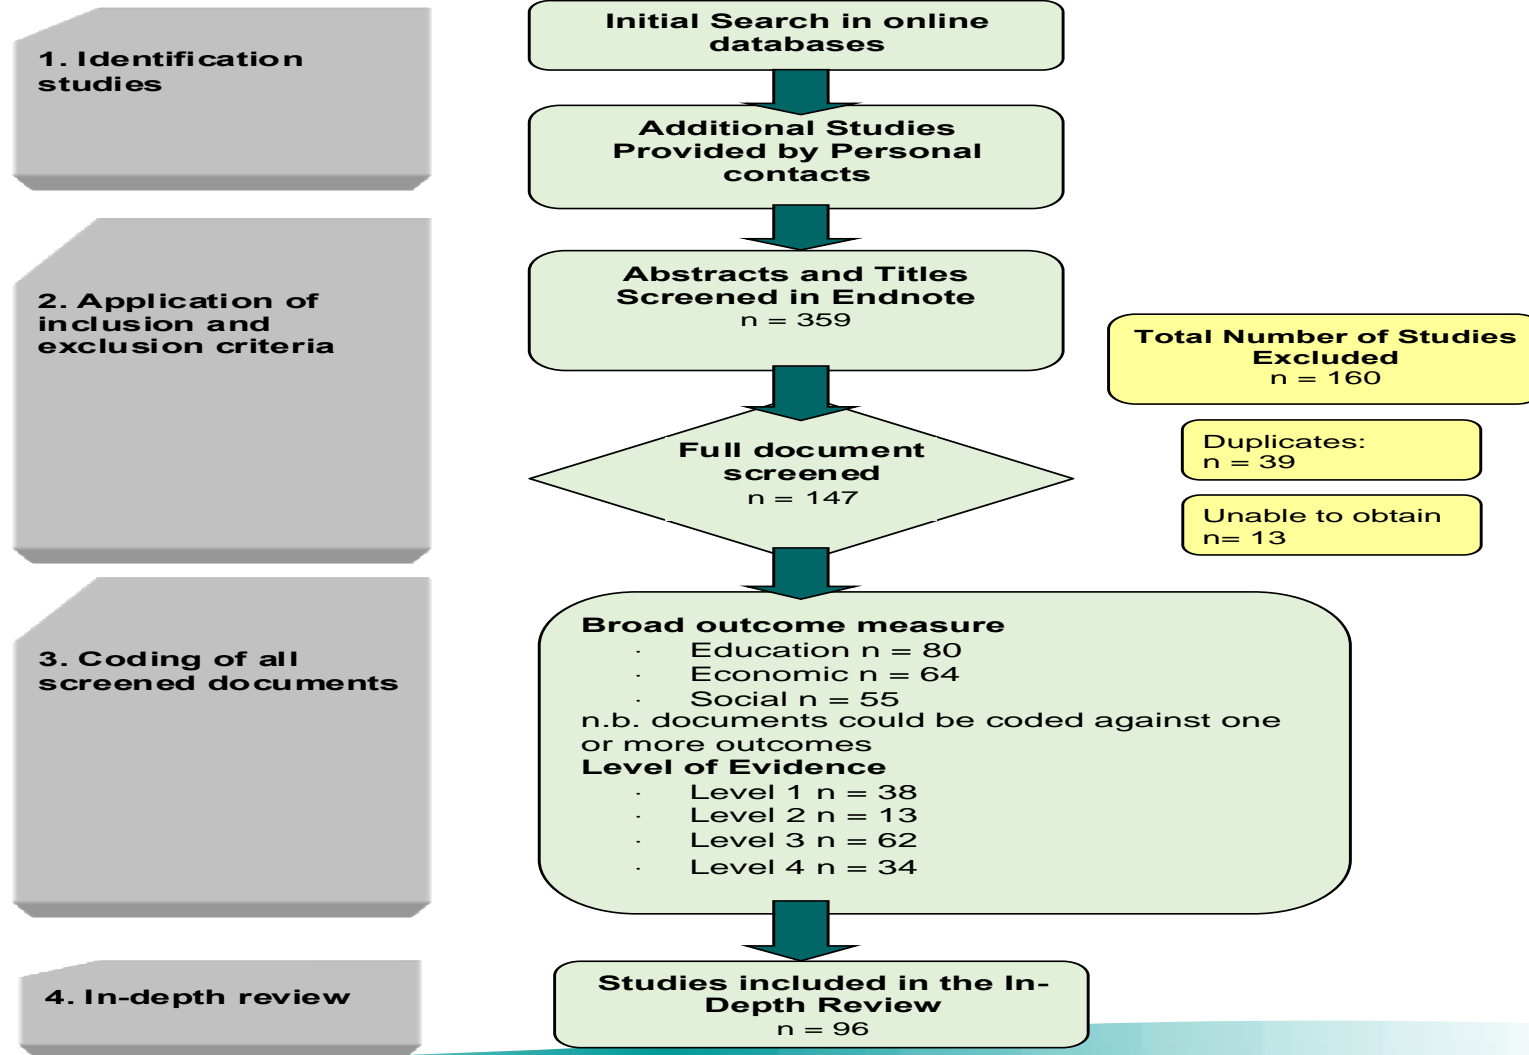 1. Identification
studies
Initial Search in online
databases
Additional Studies
Provided by Personal
contacts
2. Application of
inclusion and
exclusion criteria
Abstracts and Titles
Screened in Endnote
n = 359
Total Number of Studies
Excluded
n = 160
Duplicates:
n = 39
Unable to obtain
n= 13
Full document
screened
n = 147
3. Coding of all
screened documents
Broad outcome measure
· Education n = 80
· Economic n = 64
· Social n = 55
n.b. documents could be coded against one
or more outcomes
Level of Evidence
· Level 1 n = 38
· Level 2 n = 13
· Level 3 n = 62
· Level 4 n = 34
4. In-depth review
Studies included in the In-
Depth Review
n = 96